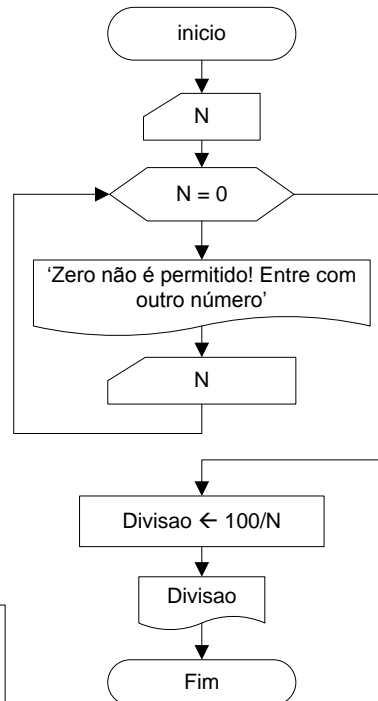 inicio
N
N = 0
‘Zero não é permitido! Entre com
outro número’
N
Divisao ← 100/N
Divisao
Fim